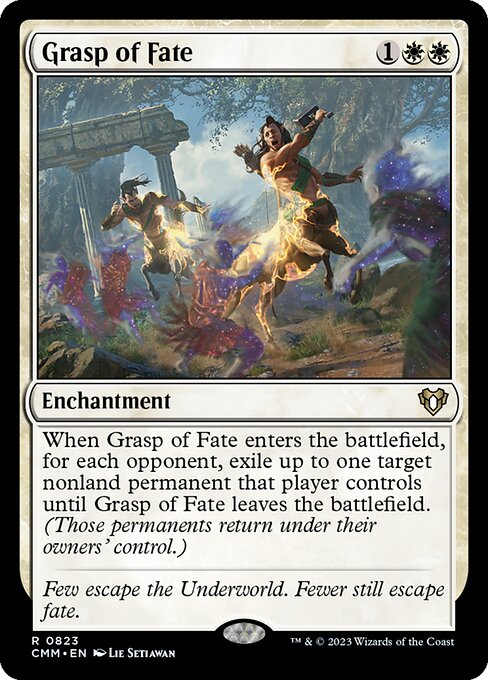 Grasp of Fate 1
Enchantment
When Grasp of Fate enters the battlefield,
for each opponent, exile up to one target
nonland permanent that player controls
until Grasp of Fate leaves the battlefield.
(Those permanents return under their
owners’ control.)
Few escape the Underworld. Fewer still escape
fate.
R 0823
CMM • EN Lie Setiawan
™ & © 2023 Wizards of the Coast